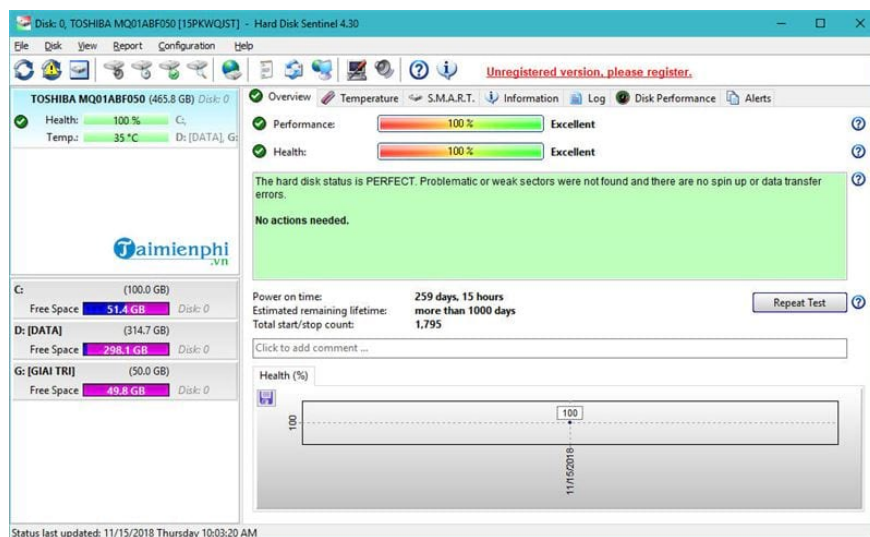 Disk: 0, TOSHIBA MQ01ABF050 [15PKWQJST] - Hard Disk Sentinel 4.30
File Disk View Report Configuration Help
Unregistered version, please register.
TOSHIBA MQ01ABF050 (465.8 GB) Disk: 0
Health: 100 % C:,
Temp.: 35 °C D: [DATA], G:
Taimienphi
.vn
C: (100.0 GB)
Free Space 51.4 GB Disk: 0
D: [DATA] (314.7 GB)
Free Space 298.1 GB Disk: 0
G: [GIAI TRI] (50.0 GB)
Free Space 49.8 GB Disk: 0
Overview Temperature S.M.A.R.T. Information Log Disk Performance Alerts
Performance: 100 % Excellent
Health: 100 % Excellent
The hard disk status is PERFECT. Problematic or weak sectors were not found and there are no spin up or data transfer
errors.
No actions needed.
Power on time: 259 days, 15 hours
Estimated remaining lifetime: more than 1000 days
Total start/stop count: 1,795
Repeat Test
Click to add comment ...
Health (%)
100
100
11/15/2018
Status last updated: 11/15/2018 Thursday 10:03:20 AM